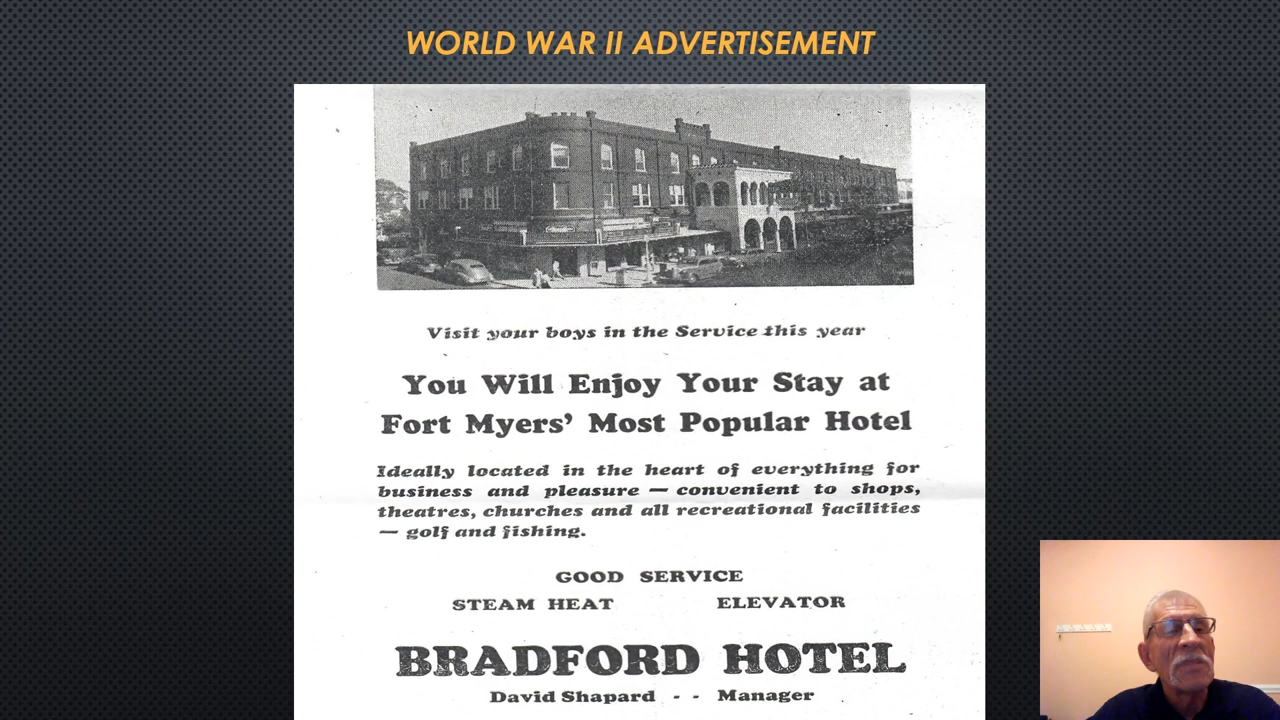 WORLD WAR II ADVERTISEMENT
Visit your boys in the Service this year
You Will Enjoy Your Stay at
Fort Myers' Most Popular Hotel
Ideally located in the heart of everything for
business and pleasure — convenient to shops,
theatres, churches and all recreational facilities
— golf and fishing.
GOOD SERVICE
STEAM HEAT ELEVATOR
BRADFORD HOTEL
David Shapard - - Manager